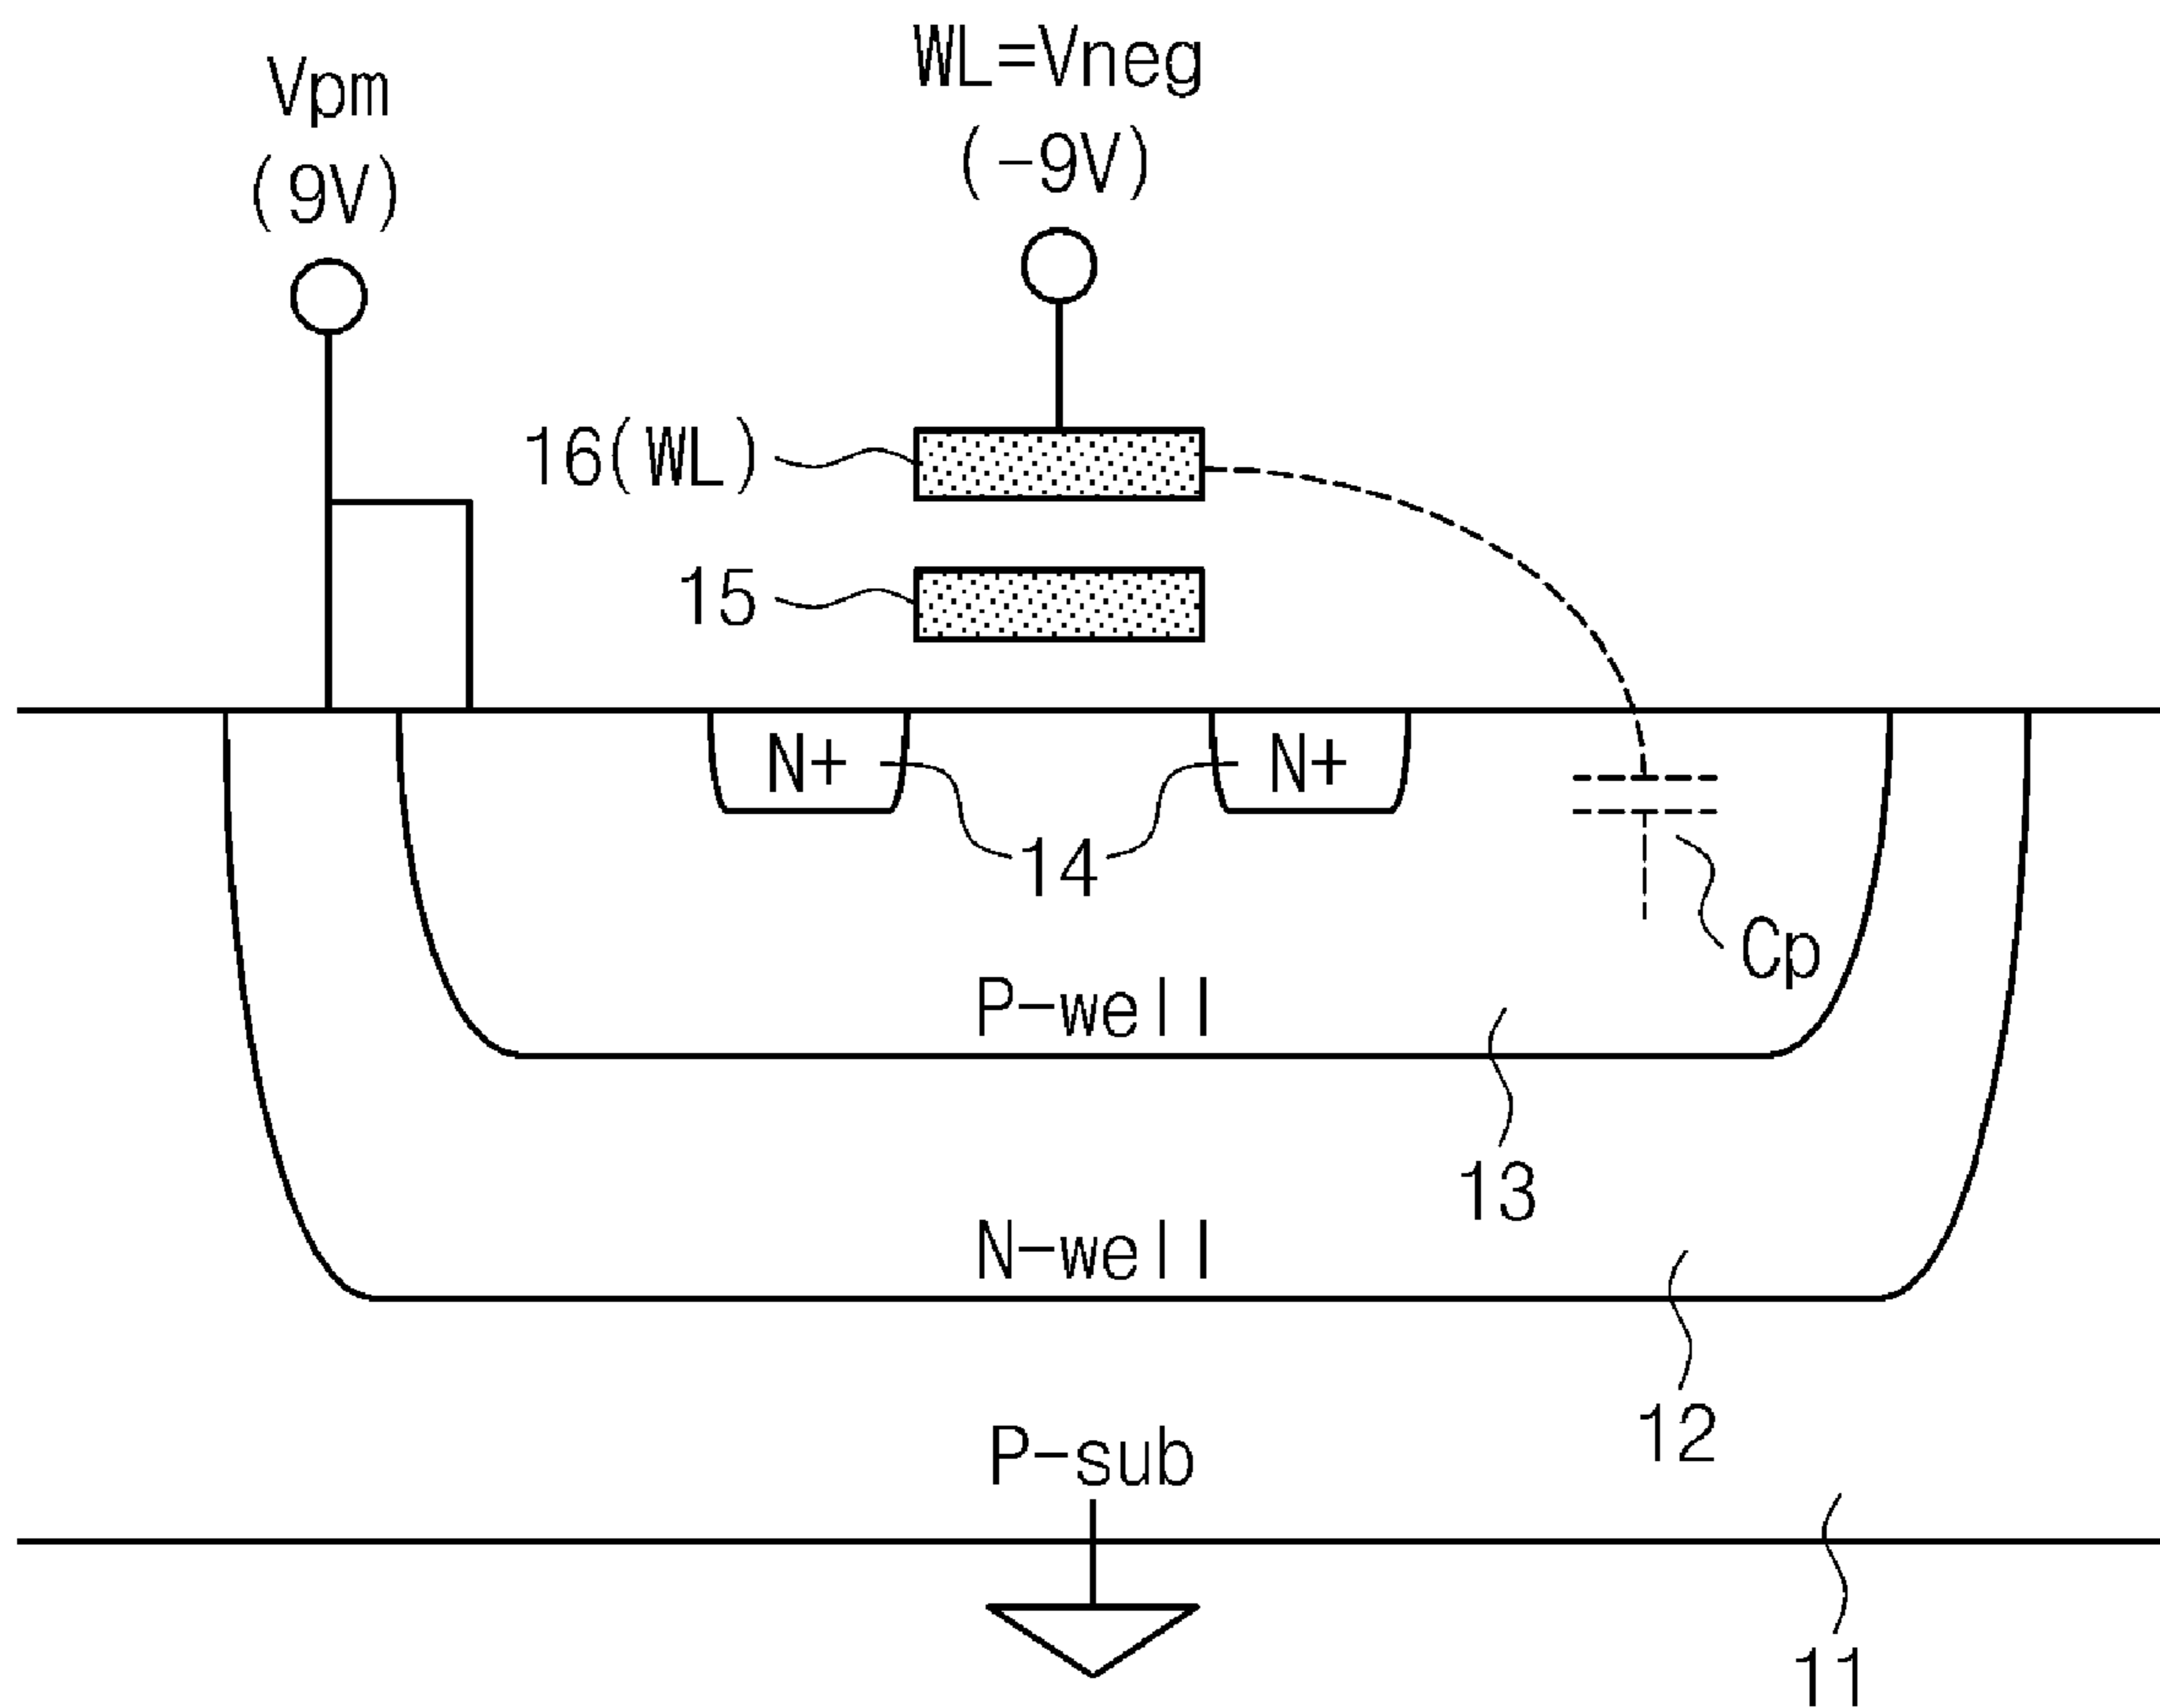 Vpm
(9V)
WL=Vneg
(-9V)
16(WL)
15
N+
N+
14
Cp
P-well
13
N-well
12
P-sub
11